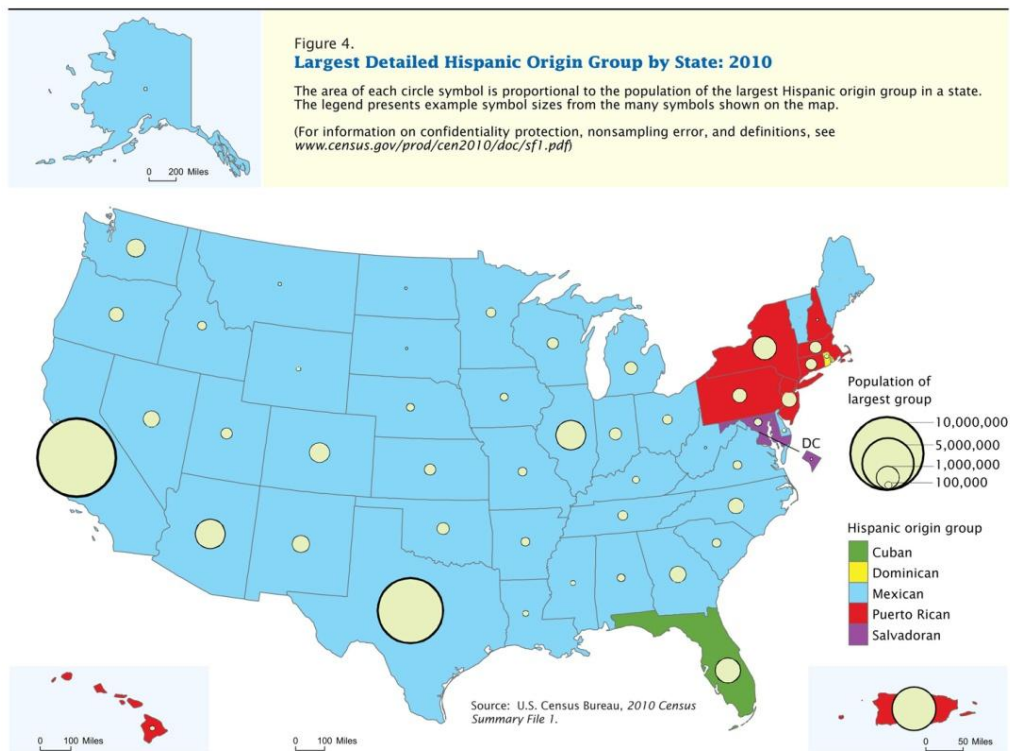 Figure 4.
Largest Detailed Hispanic Origin Group by State: 2010
The area of each circle symbol is proportional to the population of the largest Hispanic origin group in a state.
The legend presents example symbol sizes from the many symbols shown on the map.
(For information on confidentiality protection, nonsampling error, and definitions, see
www.census.gov/prod/cen2010/doc/sf1.pdf)
0 200 Miles
DC
Population of
largest group
10,000,000
5,000,000
1,000,000
100,000
Hispanic origin group
Cuban
Dominican
Mexican
Puerto Rican
Salvadoran
Source: U.S. Census Bureau, 2010 Census
Summary File 1.
0 100 Miles
0 100 Miles
0 50 Miles